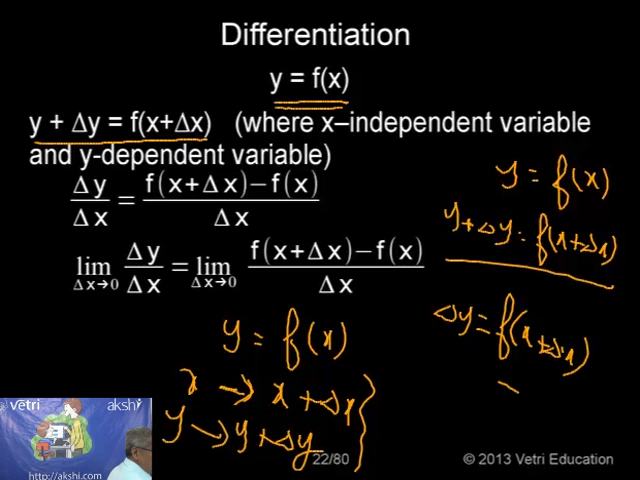 Differentiation
y = f(x)
y + Δy = f(x+Δx) (where x–independent variable
and y-dependent variable)
Δy/Δx = f(x+Δx)−f(x)/Δx
lim Δx→0 Δy/Δx = lim Δx→0 f(x+Δx)−f(x)/Δx
y = f(x)
y+Δy = f(x+Δx)
Δy = f(x+Δx)
–
y = f(x)
x → x + Δx }
y → y + Δy
vetri akshi
http://akshi.com
22/80
© 2013 Vetri Education